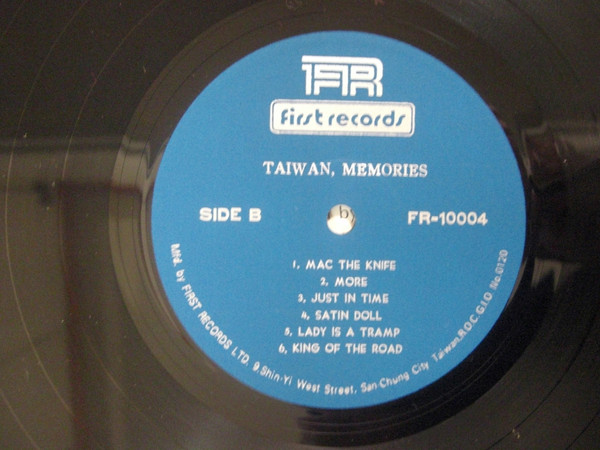 FR
first records
TAIWAN, MEMORIES
SIDE B
b
FR-10004
1. MAC THE KNIFE
2. MORE
3. JUST IN TIME
4. SATIN DOLL
5. LADY IS A TRAMP
6. KING OF THE ROAD
Mfd. by FIRST RECORDS LTD. 9.Shin-Yi West Street. San-Chung City Taiwan.R.O.C.G.I.O. No.0120